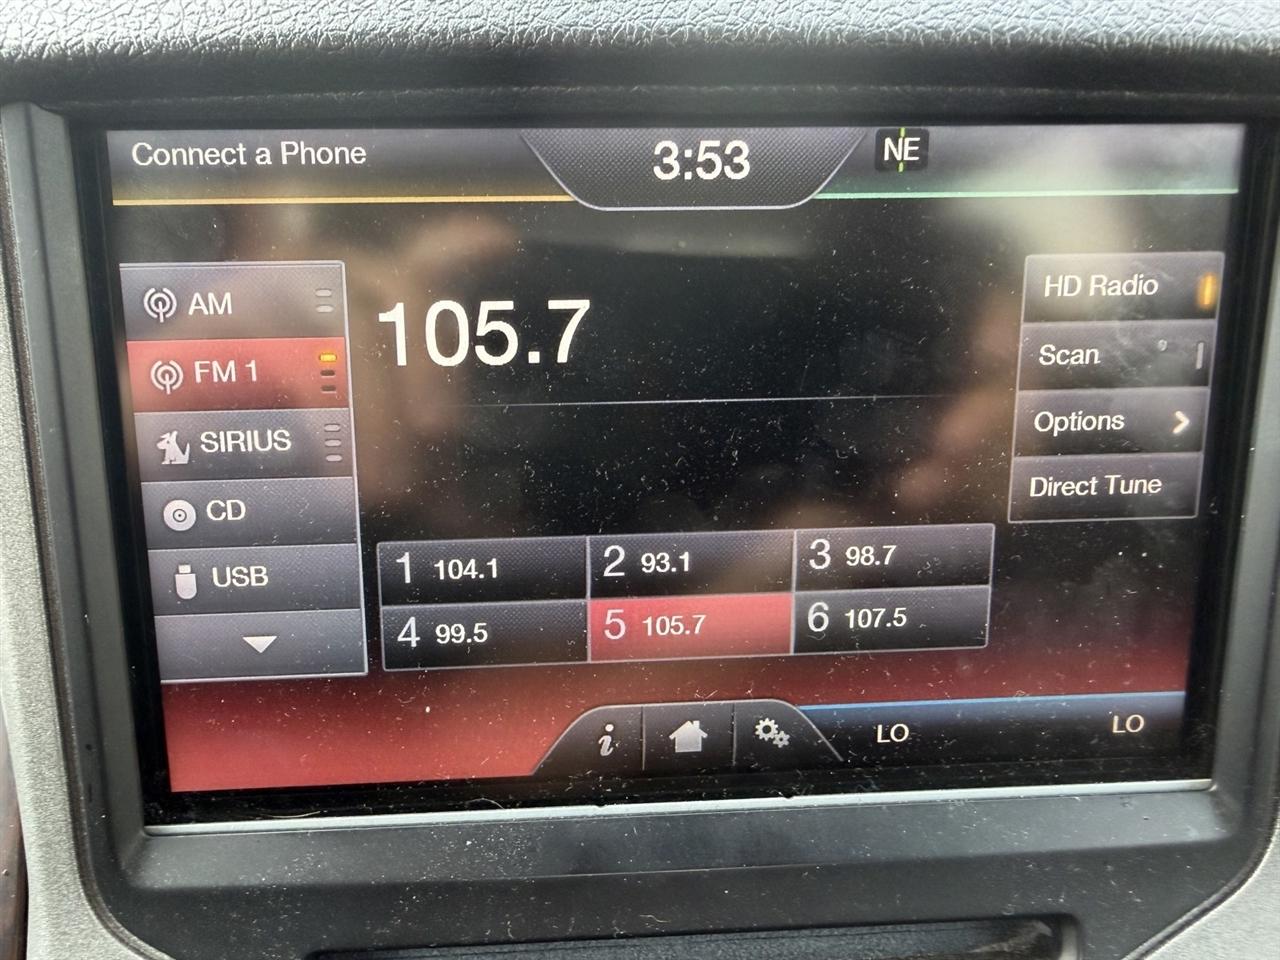 Connect a Phone
3:53
NE
AM
FM 1
SIRIUS
CD
USB
105.7
HD Radio
Scan
Options
Direct Tune
1 104.1
2 93.1
3 98.7
4 99.5
5 105.7
6 107.5
i
LO
LO